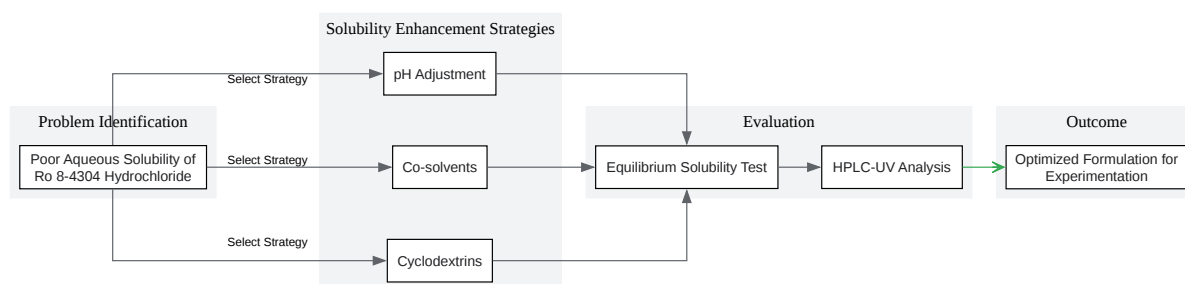 Solubility Enhancement Strategies
pH Adjustment
Select Strategy
Problem Identification
Evaluation
Outcome
Poor Aqueous Solubility of
Ro 8-4304 Hydrochloride
Select Strategy
Co-solvents
Equilibrium Solubility Test
HPLC-UV Analysis
Optimized Formulation for
Experimentation
Select Strategy
Cyclodextrins